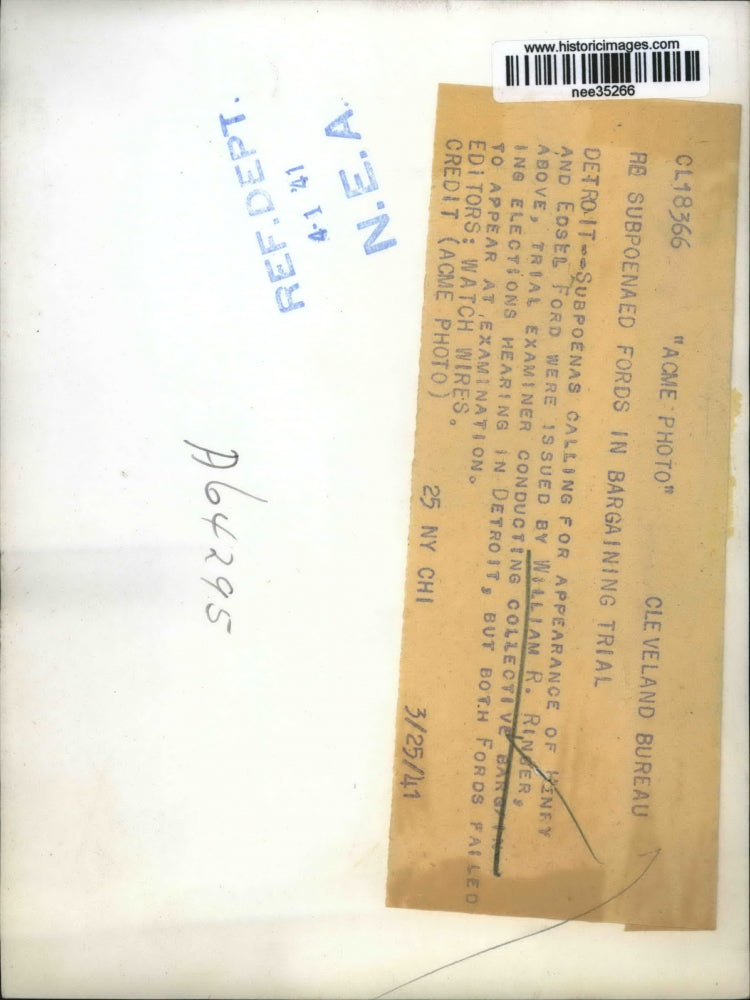 www.historicimages.com
nee35266
CL18366 "ACME PHOTO" CLEVELAND BUREAU
HE SUBPOENAED FORDS IN BARGAINING TRIAL
DETROIT--SUBPOENAS CALLING FOR APPEARANCE OF HENRY
AND EDSEL FORD WERE ISSUED BY WILLIAM R. RINGER,
ABOVE, TRIAL EXAMINER CONDUCTING COLLECTIVE BARGAIN
ING ELECTIONS HEARING IN DETROIT, BUT BOTH FORDS FAILED
TO APPEAR AT EXAMINATION.
EDITORS: WATCH WIRES.
CREDIT (ACME PHOTO) 25 NY CHI 3/25/41
N.E.A.
4-1 '41
REF. DEPT.
A64295